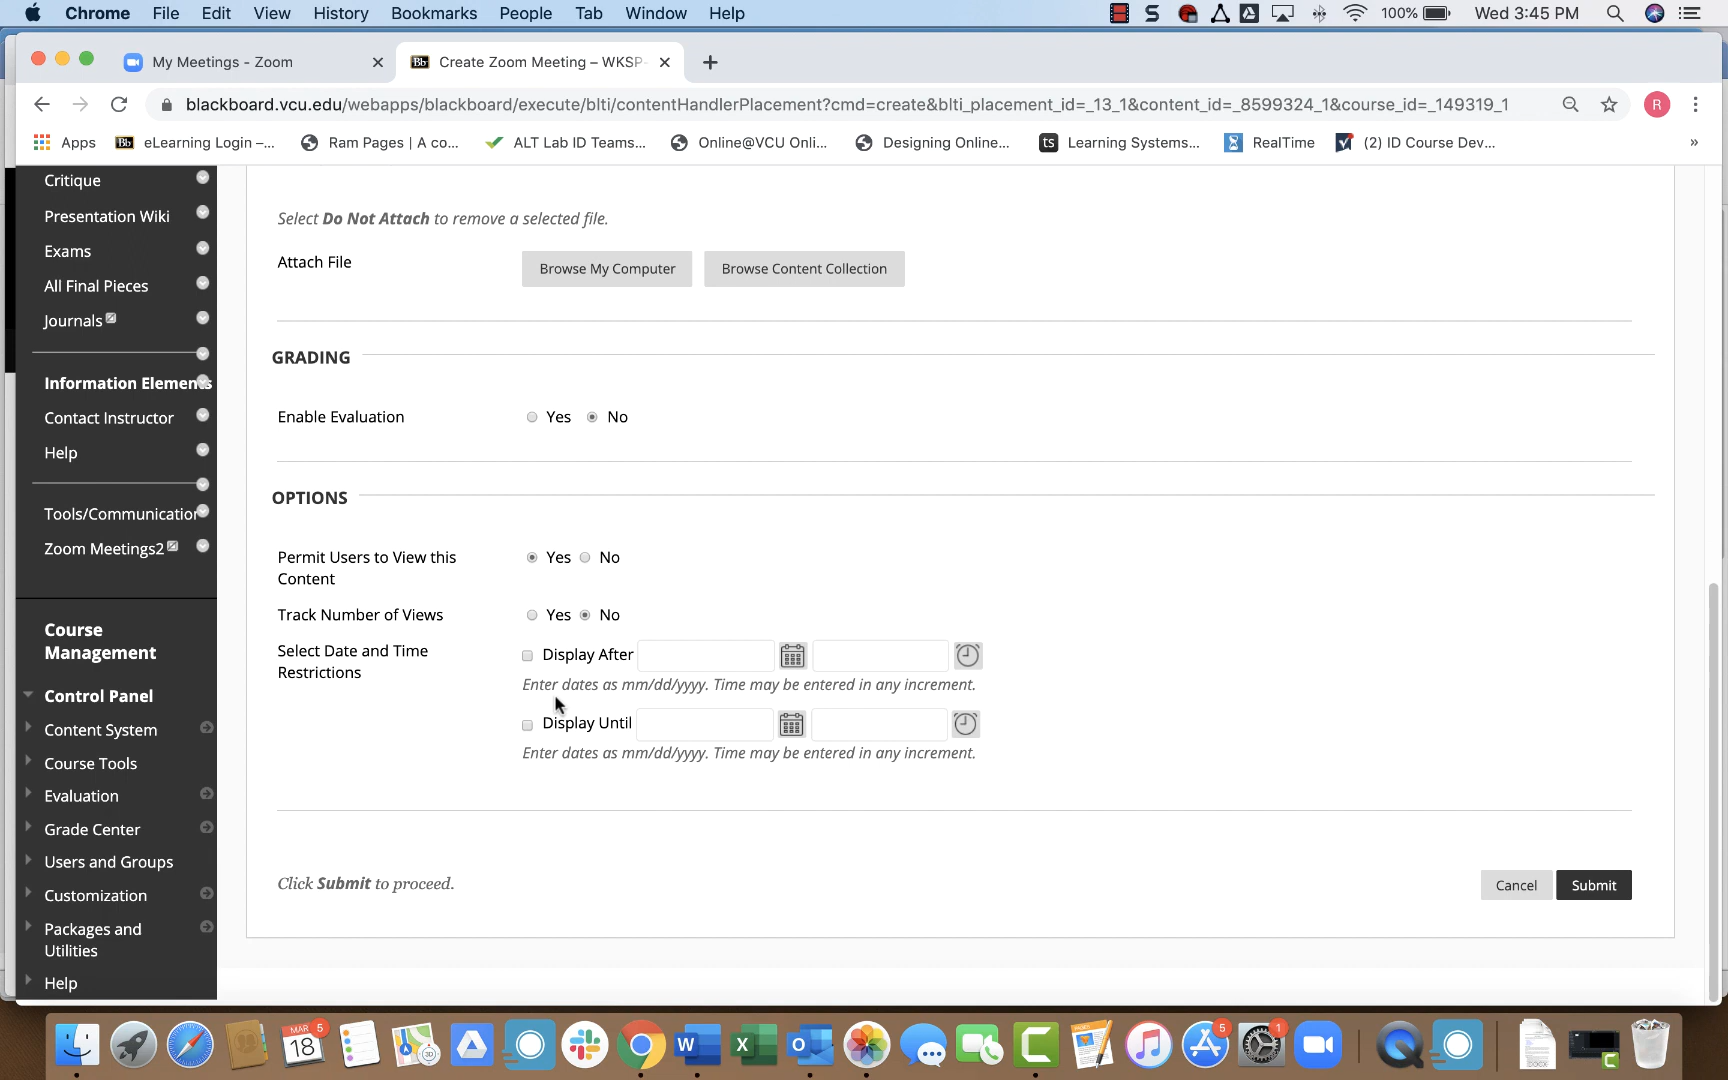 Chrome File Edit View History Bookmarks People Tab Window Help 100% Wed 3:45 PM
My Meetings - Zoom
Create Zoom Meeting – WKSP-
blackboard.vcu.edu/webapps/blackboard/execute/blti/contentHandlerPlacement?cmd=create&blti_placement_id=_13_1&content_id=_8599324_1&course_id=_149319_1
R
Apps
Bb eLearning Login –...
Ram Pages | A co...
ALT Lab ID Teams...
Online@VCU Onli...
Designing Online...
ts Learning Systems...
RealTime
(2) ID Course Dev...
»
Critique
Presentation Wiki
Exams
All Final Pieces
Journals
Information Elements
Contact Instructor
Help
Tools/Communication
Zoom Meetings2
Course
Management
Control Panel
Content System
Course Tools
Evaluation
Grade Center
Users and Groups
Customization
Packages and
Utilities
Help
Select Do Not Attach to remove a selected file.
Attach File
Browse My Computer
Browse Content Collection
GRADING
Enable Evaluation
Yes No
OPTIONS
Permit Users to View this
Content
Yes No
Track Number of Views
Yes No
Select Date and Time
Restrictions
Display After
Enter dates as mm/dd/yyyy. Time may be entered in any increment.
Display Until
Enter dates as mm/dd/yyyy. Time may be entered in any increment.
Click Submit to proceed.
Cancel
Submit
MAR
18
5
3D
W
X
O
5
1